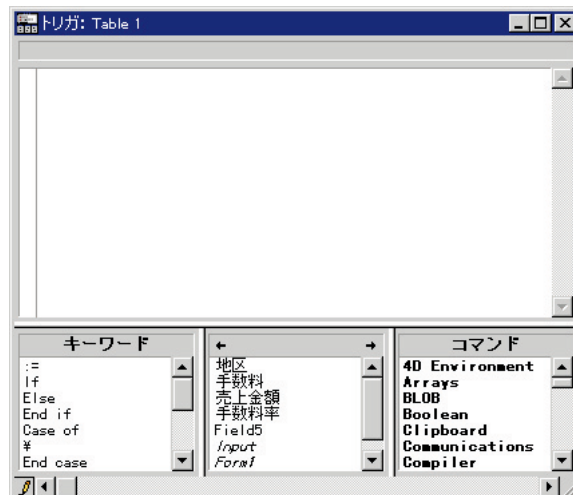 トリガ: Table 1
キーワード
:=
If
Else
End if
Case of
¥
End case
← →
地区
手数料
売上金額
手数料率
Field5
Input
Form1
コマンド
4D Environment
Arrays
BLOB
Boolean
Clipboard
Communications
Compiler